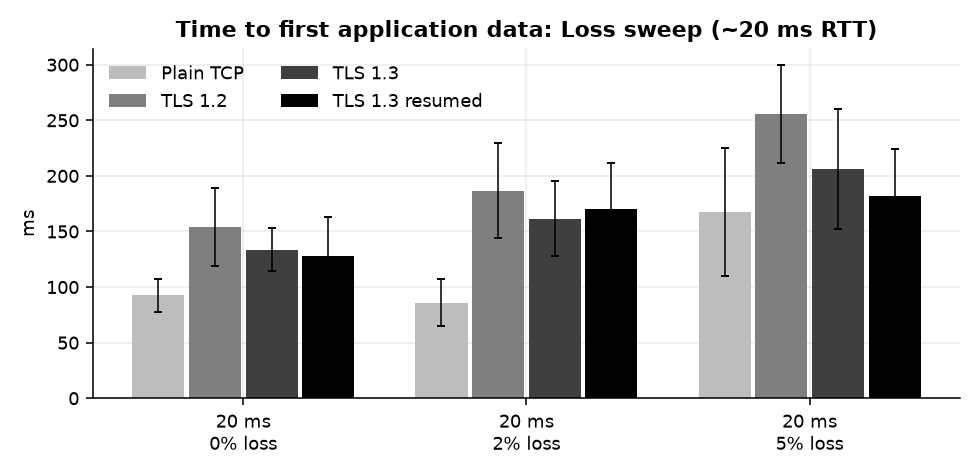 Time to first application data: Loss sweep (~20 ms RTT)
Plain TCP
TLS 1.2
TLS 1.3
TLS 1.3 resumed
ms
300
250
200
150
100
50
0
20 ms
0% loss
20 ms
2% loss
20 ms
5% loss